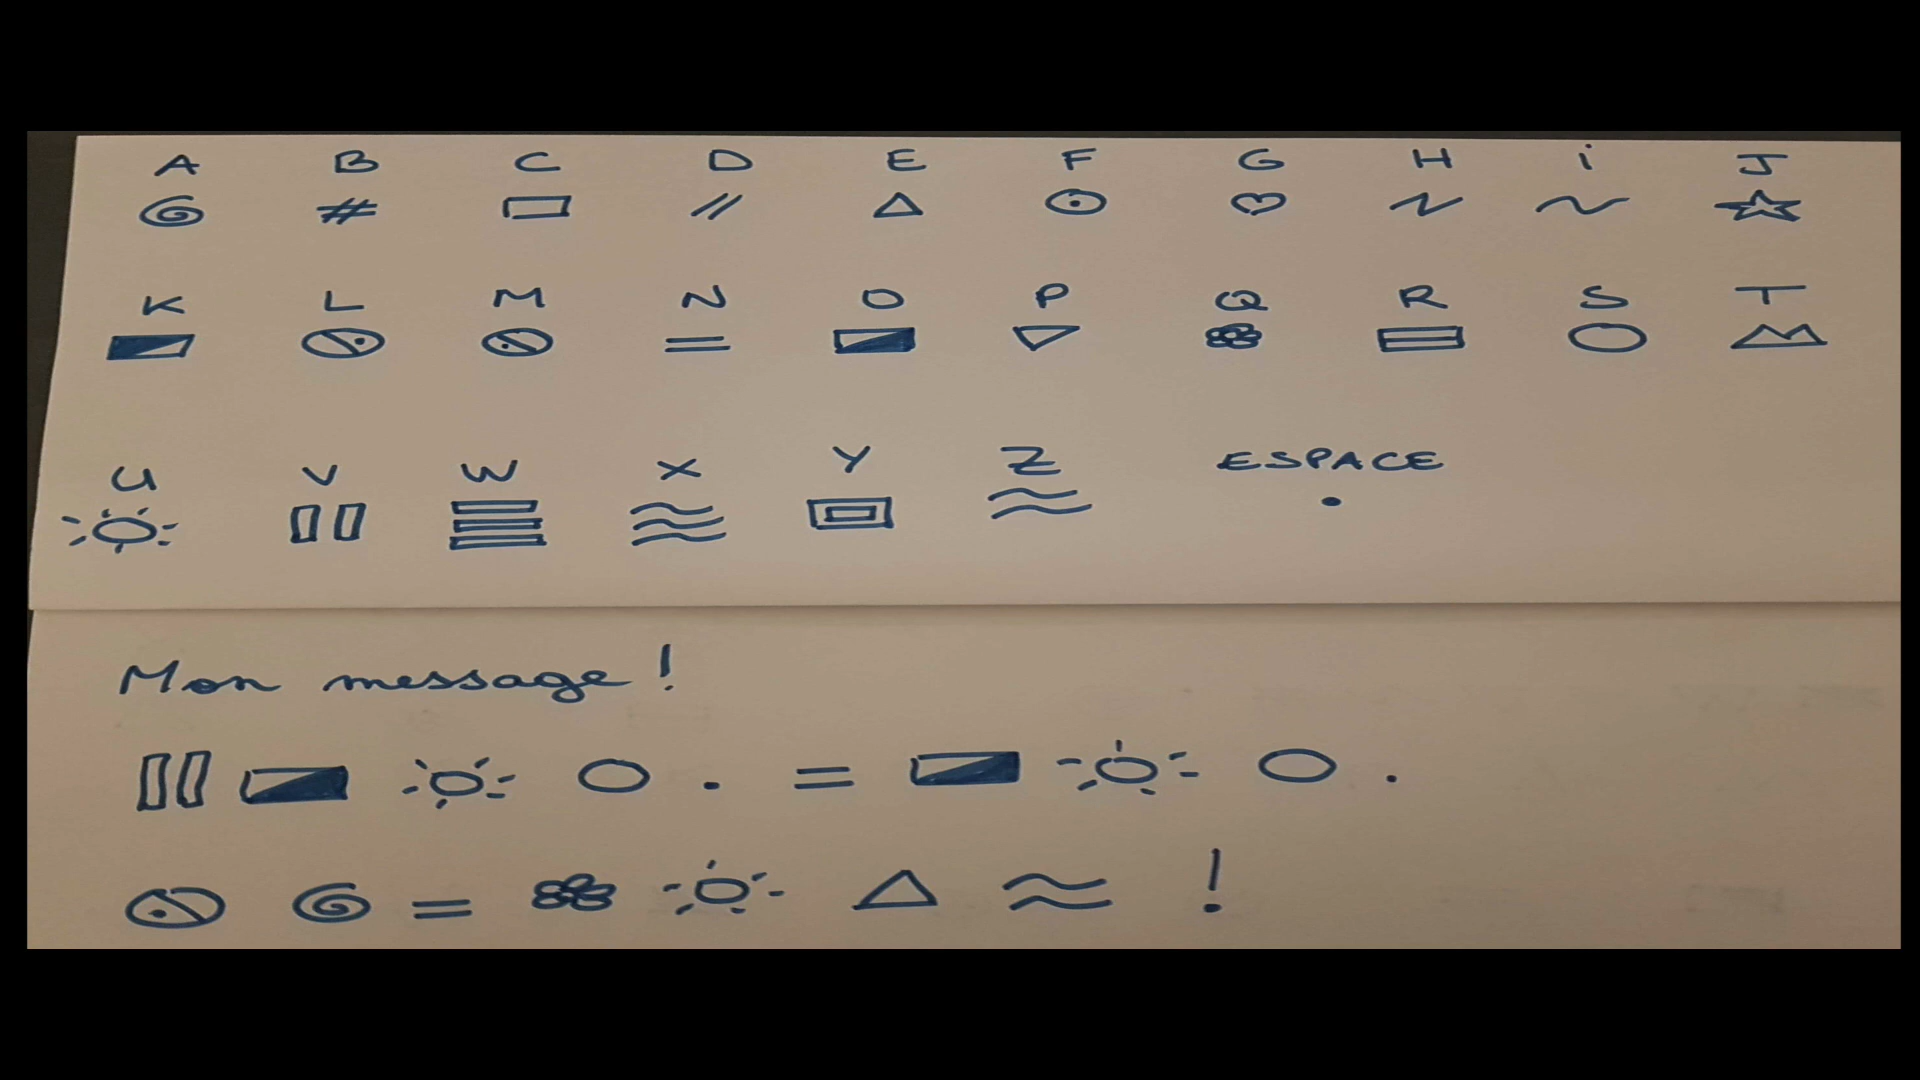 A B C D E F G H i J
K L M N O P Q R S T
U V W X Y Z ESPACE
Mon message !
. = .
= !